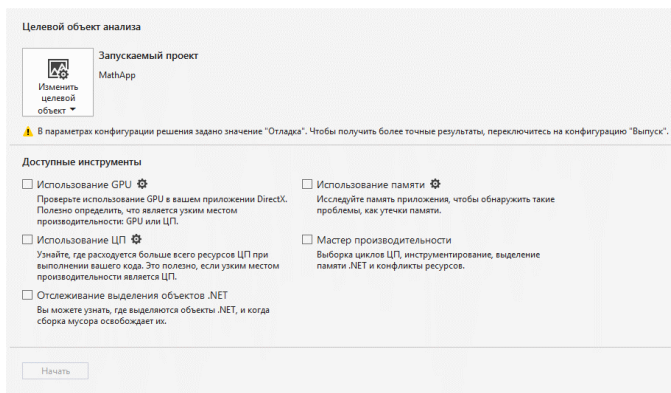 Целевой объект анализа
Запускаемый проект
MathApp
Изменить
целевой
объект
В параметрах конфигурации решения задано значение "Отладка". Чтобы получить более точные результаты, переключитесь на конфигурацию "Выпуск".
Доступные инструменты
Использование GPU
Проверьте использование GPU в вашем приложении DirectX.
Полезно определить, что является узким местом
производительности: GPU или ЦП.
Использование памяти
Исследуйте память приложения, чтобы обнаружить такие
проблемы, как утечки памяти.
Использование ЦП
Узнайте, где расходуется больше всего ресурсов ЦП при
выполнении вашего кода. Это полезно, если узким местом
производительности является ЦП.
Мастер производительности
Выборка циклов ЦП, инструментирование, выделение
памяти .NET и конфликты ресурсов.
Отслеживание выделения объектов .NET
Вы можете узнать, где выделяются объекты .NET, и когда
сборка мусора освобождает их.
Начать